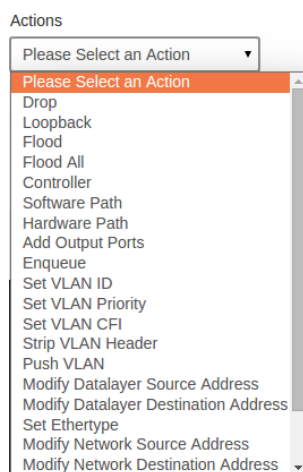 Actions
Please Select an Action
Please Select an Action
Drop
Loopback
Flood
Flood All
Controller
Software Path
Hardware Path
Add Output Ports
Enqueue
Set VLAN ID
Set VLAN Priority
Set VLAN CFI
Strip VLAN Header
Push VLAN
Modify Datalayer Source Address
Modify Datalayer Destination Address
Set Ethertype
Modify Network Source Address
Modify Network Destination Address